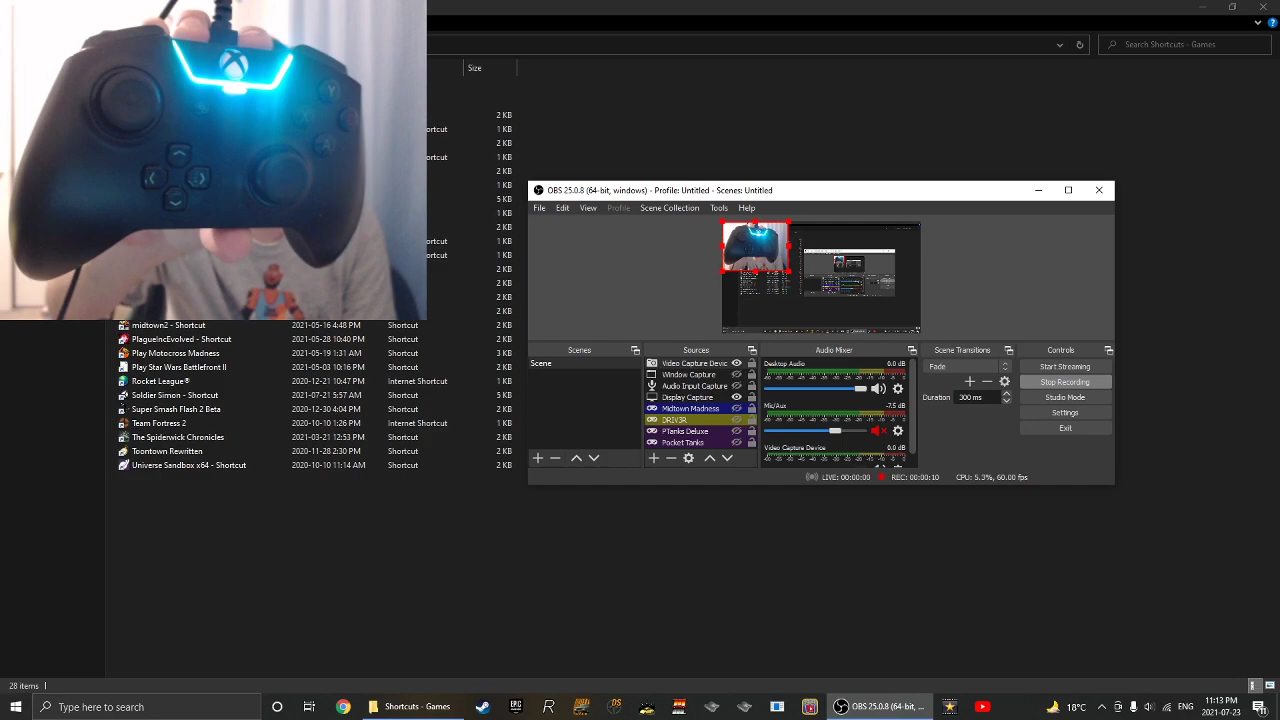 Search Shortcuts - Games
Size
2 KB
Shortcut 1 KB
2 KB
Shortcut 1 KB
2 KB
Shortcut 1 KB
5 KB
1 KB
2 KB
Shortcut 1 KB
2 KB
2 KB
2 KB
2 KB
2 KB
midtown2 - Shortcut 2021-05-16 4:48 PM Shortcut 2 KB
PlagueIncEvolved - Shortcut 2021-05-28 10:40 PM Shortcut 2 KB
Play Motocross Madness 2021-05-19 1:31 AM Shortcut 3 KB
Play Star Wars Battlefront II 2021-05-03 10:16 PM Shortcut 2 KB
Rocket League® 2020-12-21 10:47 PM Internet Shortcut 1 KB
Soldier Simon - Shortcut 2021-07-21 5:57 AM Shortcut 5 KB
Super Smash Flash 2 Beta 2020-12-30 4:04 PM Shortcut 2 KB
Team Fortress 2 2020-10-10 1:26 PM Internet Shortcut 1 KB
The Spiderwick Chronicles 2021-03-21 12:53 PM Shortcut 2 KB
Toontown Rewritten 2020-11-28 2:30 PM Shortcut 2 KB
Universe Sandbox x64 - Shortcut 2020-10-10 11:14 AM Shortcut 2 KB
OBS 25.0.8 (64-bit, windows) - Profile: Untitled - Scenes: Untitled
File Edit View Profile Scene Collection Tools Help
Scenes Sources Audio Mixer Scene Transitions Controls
Scene
Video Capture Devic
Window Capture
Audio Input Capture
Display Capture
Midtown Madness
DRIV3R
PTanks Deluxe
Pocket Tanks
Desktop Audio 0.0 dB
Mic/Aux -7.5 dB
Video Capture Device 0.0 dB
Fade
Duration 300 ms
Start Streaming
Stop Recording
Studio Mode
Settings
Exit
LIVE: 00:00:00 REC: 00:00:10 CPU: 5.3%, 60.00 fps
28 items
Type here to search
Shortcuts - Games
OBS 25.0.8 (64-bit, ...
18°C ENG 11:13 PM
2021-07-23